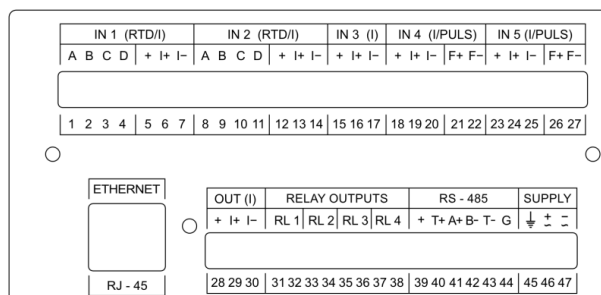 IN 1 (RTD/I) IN 2 (RTD/I) IN 3 (I) IN 4 (I/PULS) IN 5 (I/PULS)
A B C D + I+ I− A B C D + I+ I− + I+ I− + I+ I− F+ F− + I+ I− F+ F−
1 2 3 4 5 6 7 8 9 10 11 12 13 14 15 16 17 18 19 20 21 22 23 24 25 26 27
ETHERNET
OUT (I) RELAY OUTPUTS RS - 485 SUPPLY
+ I+ I− RL 1 RL 2 RL 3 RL 4 + T+ A+ B− T− G ⏚ + −
RJ - 45
28 29 30 31 32 33 34 35 36 37 38 39 40 41 42 43 44 45 46 47